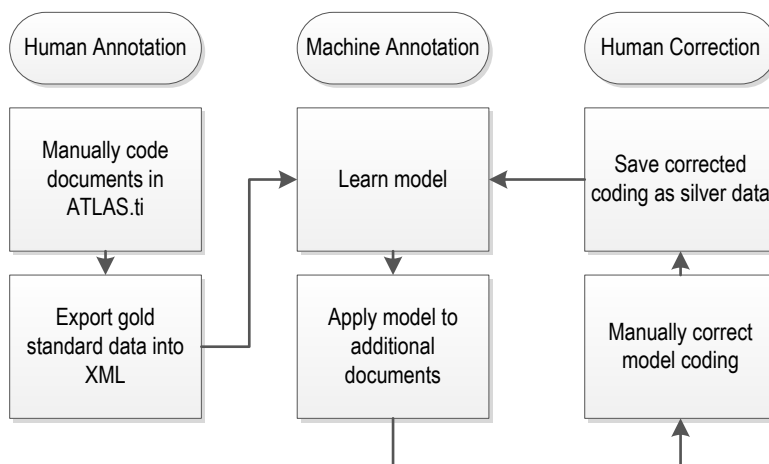 Human Annotation
Machine Annotation
Human Correction
Manually code
documents in
ATLAS.ti
Export gold
standard data into
XML
Learn model
Apply model to
additional
documents
Save corrected
coding as silver data
Manually correct
model coding